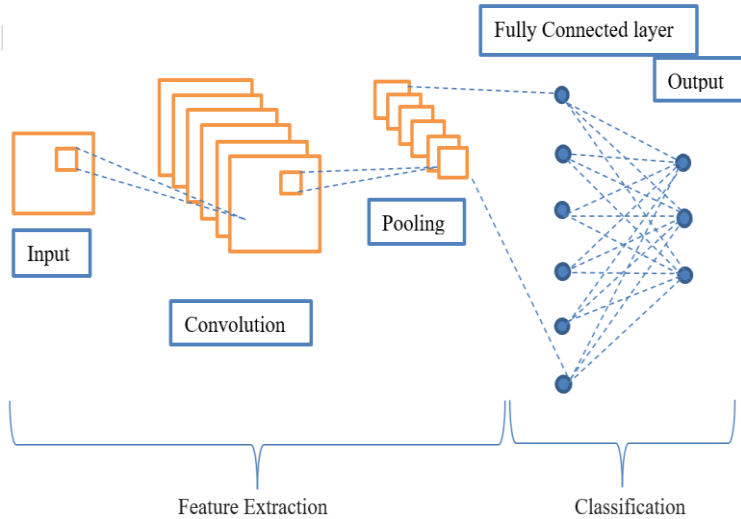 Fully Connected layer
Output
Input
Pooling
Convolution
Feature Extraction
Classification